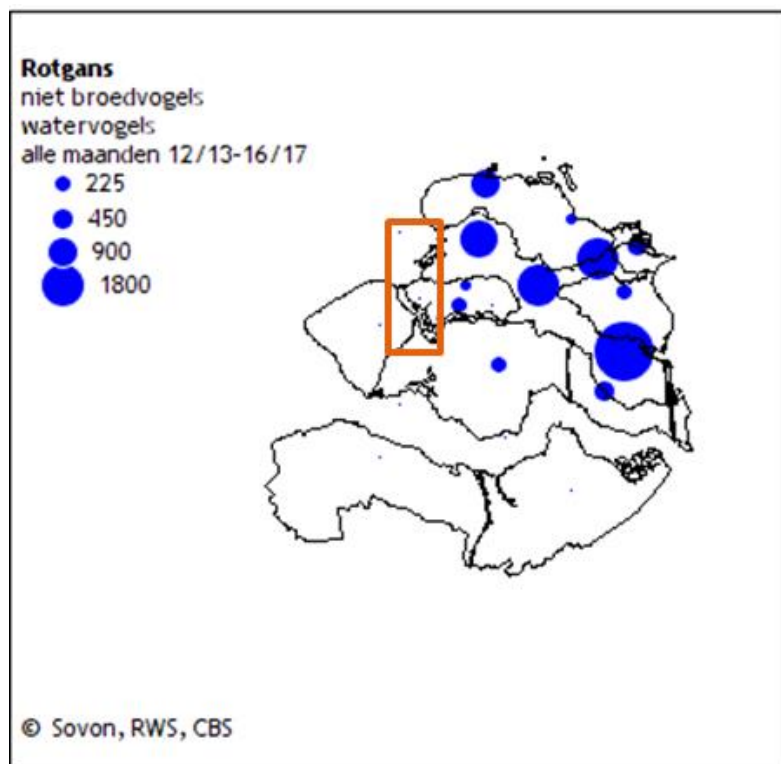 Rotgans
niet broedvogels
watervogels
alle maanden 12/13-16/17
225
450
900
1800
© Sovon, RWS, CBS